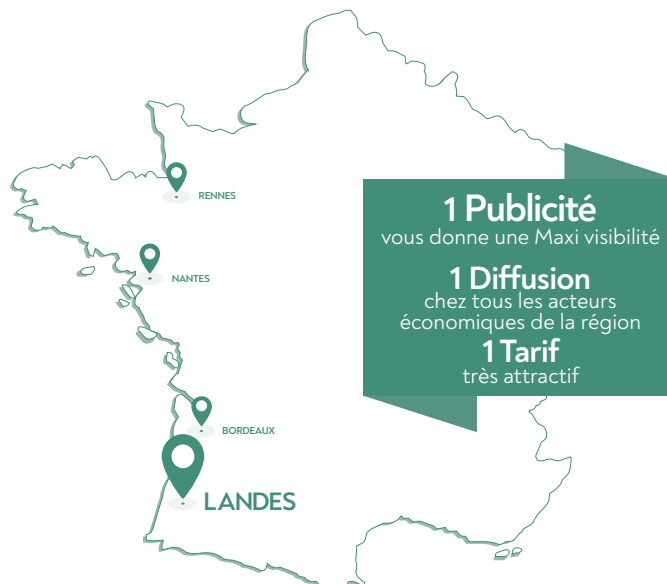 RENNES
1 Publicité
vous donne une Maxi visibilité
NANTES
1 Diffusion
chez tous les acteurs
économiques de la région
1 Tarif
très attractif
BORDEAUX
LANDES